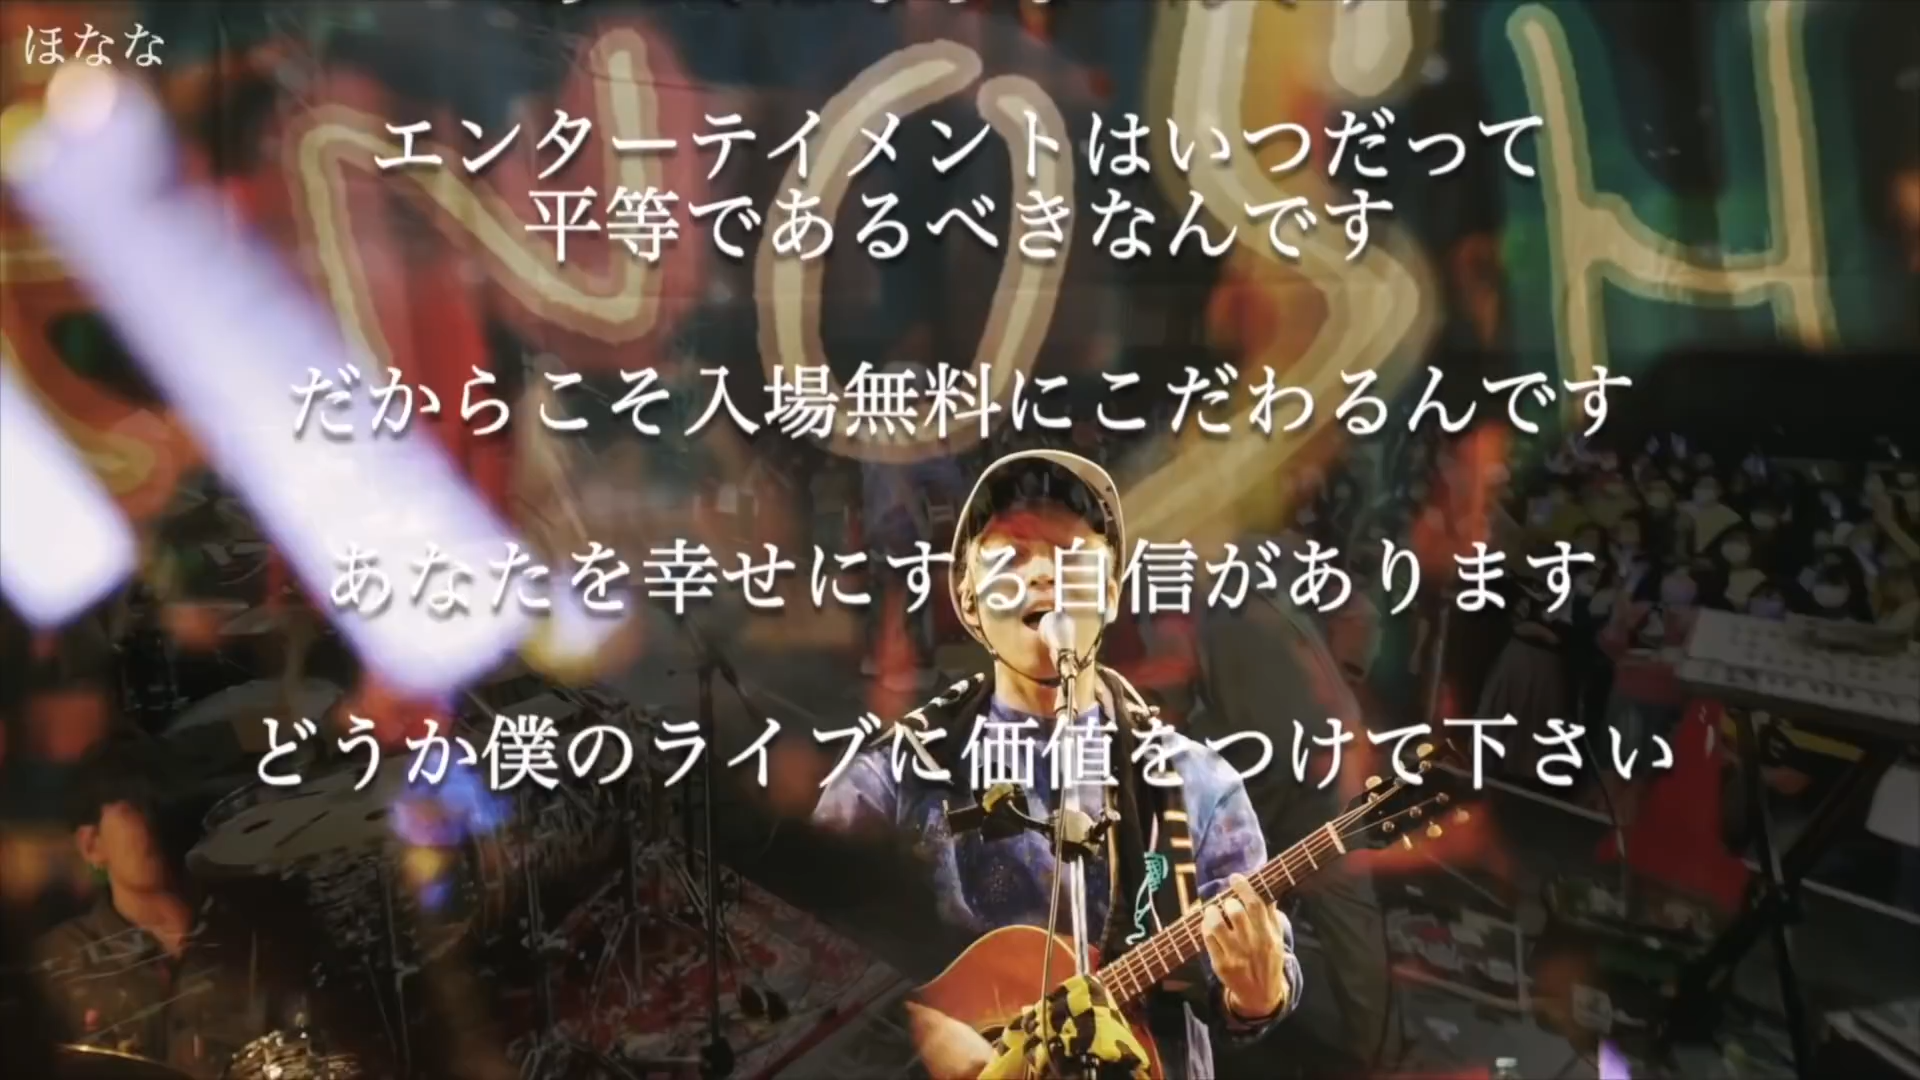 ほなな
エンターテイメントはいつだって
平等であるべきなんです
だからこそ入場無料にこだわるんです
あなたを幸せにする自信があります
どうか僕のライブに価値をつけて下さい
NOSH